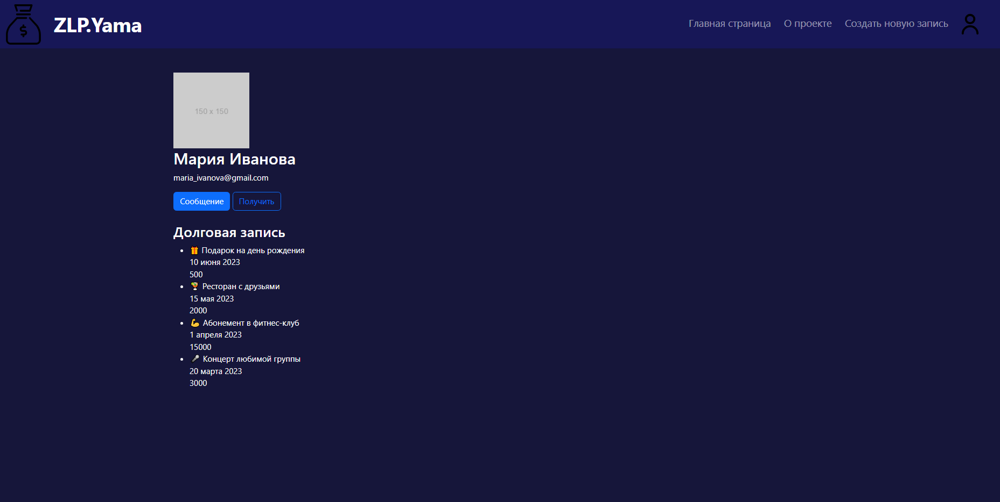 $
ZLP.Yama
Главная страница
О проекте
Создать новую запись
150 x 150
Мария Иванова
maria_ivanova@gmail.com
Сообщение
Получить
Долговая запись
🎁 Подарок на день рождения
10 июня 2023
500
🍹 Ресторан с друзьями
15 мая 2023
2000
💪 Абонемент в фитнес-клуб
1 апреля 2023
15000
🎤 Концерт любимой группы
20 марта 2023
3000